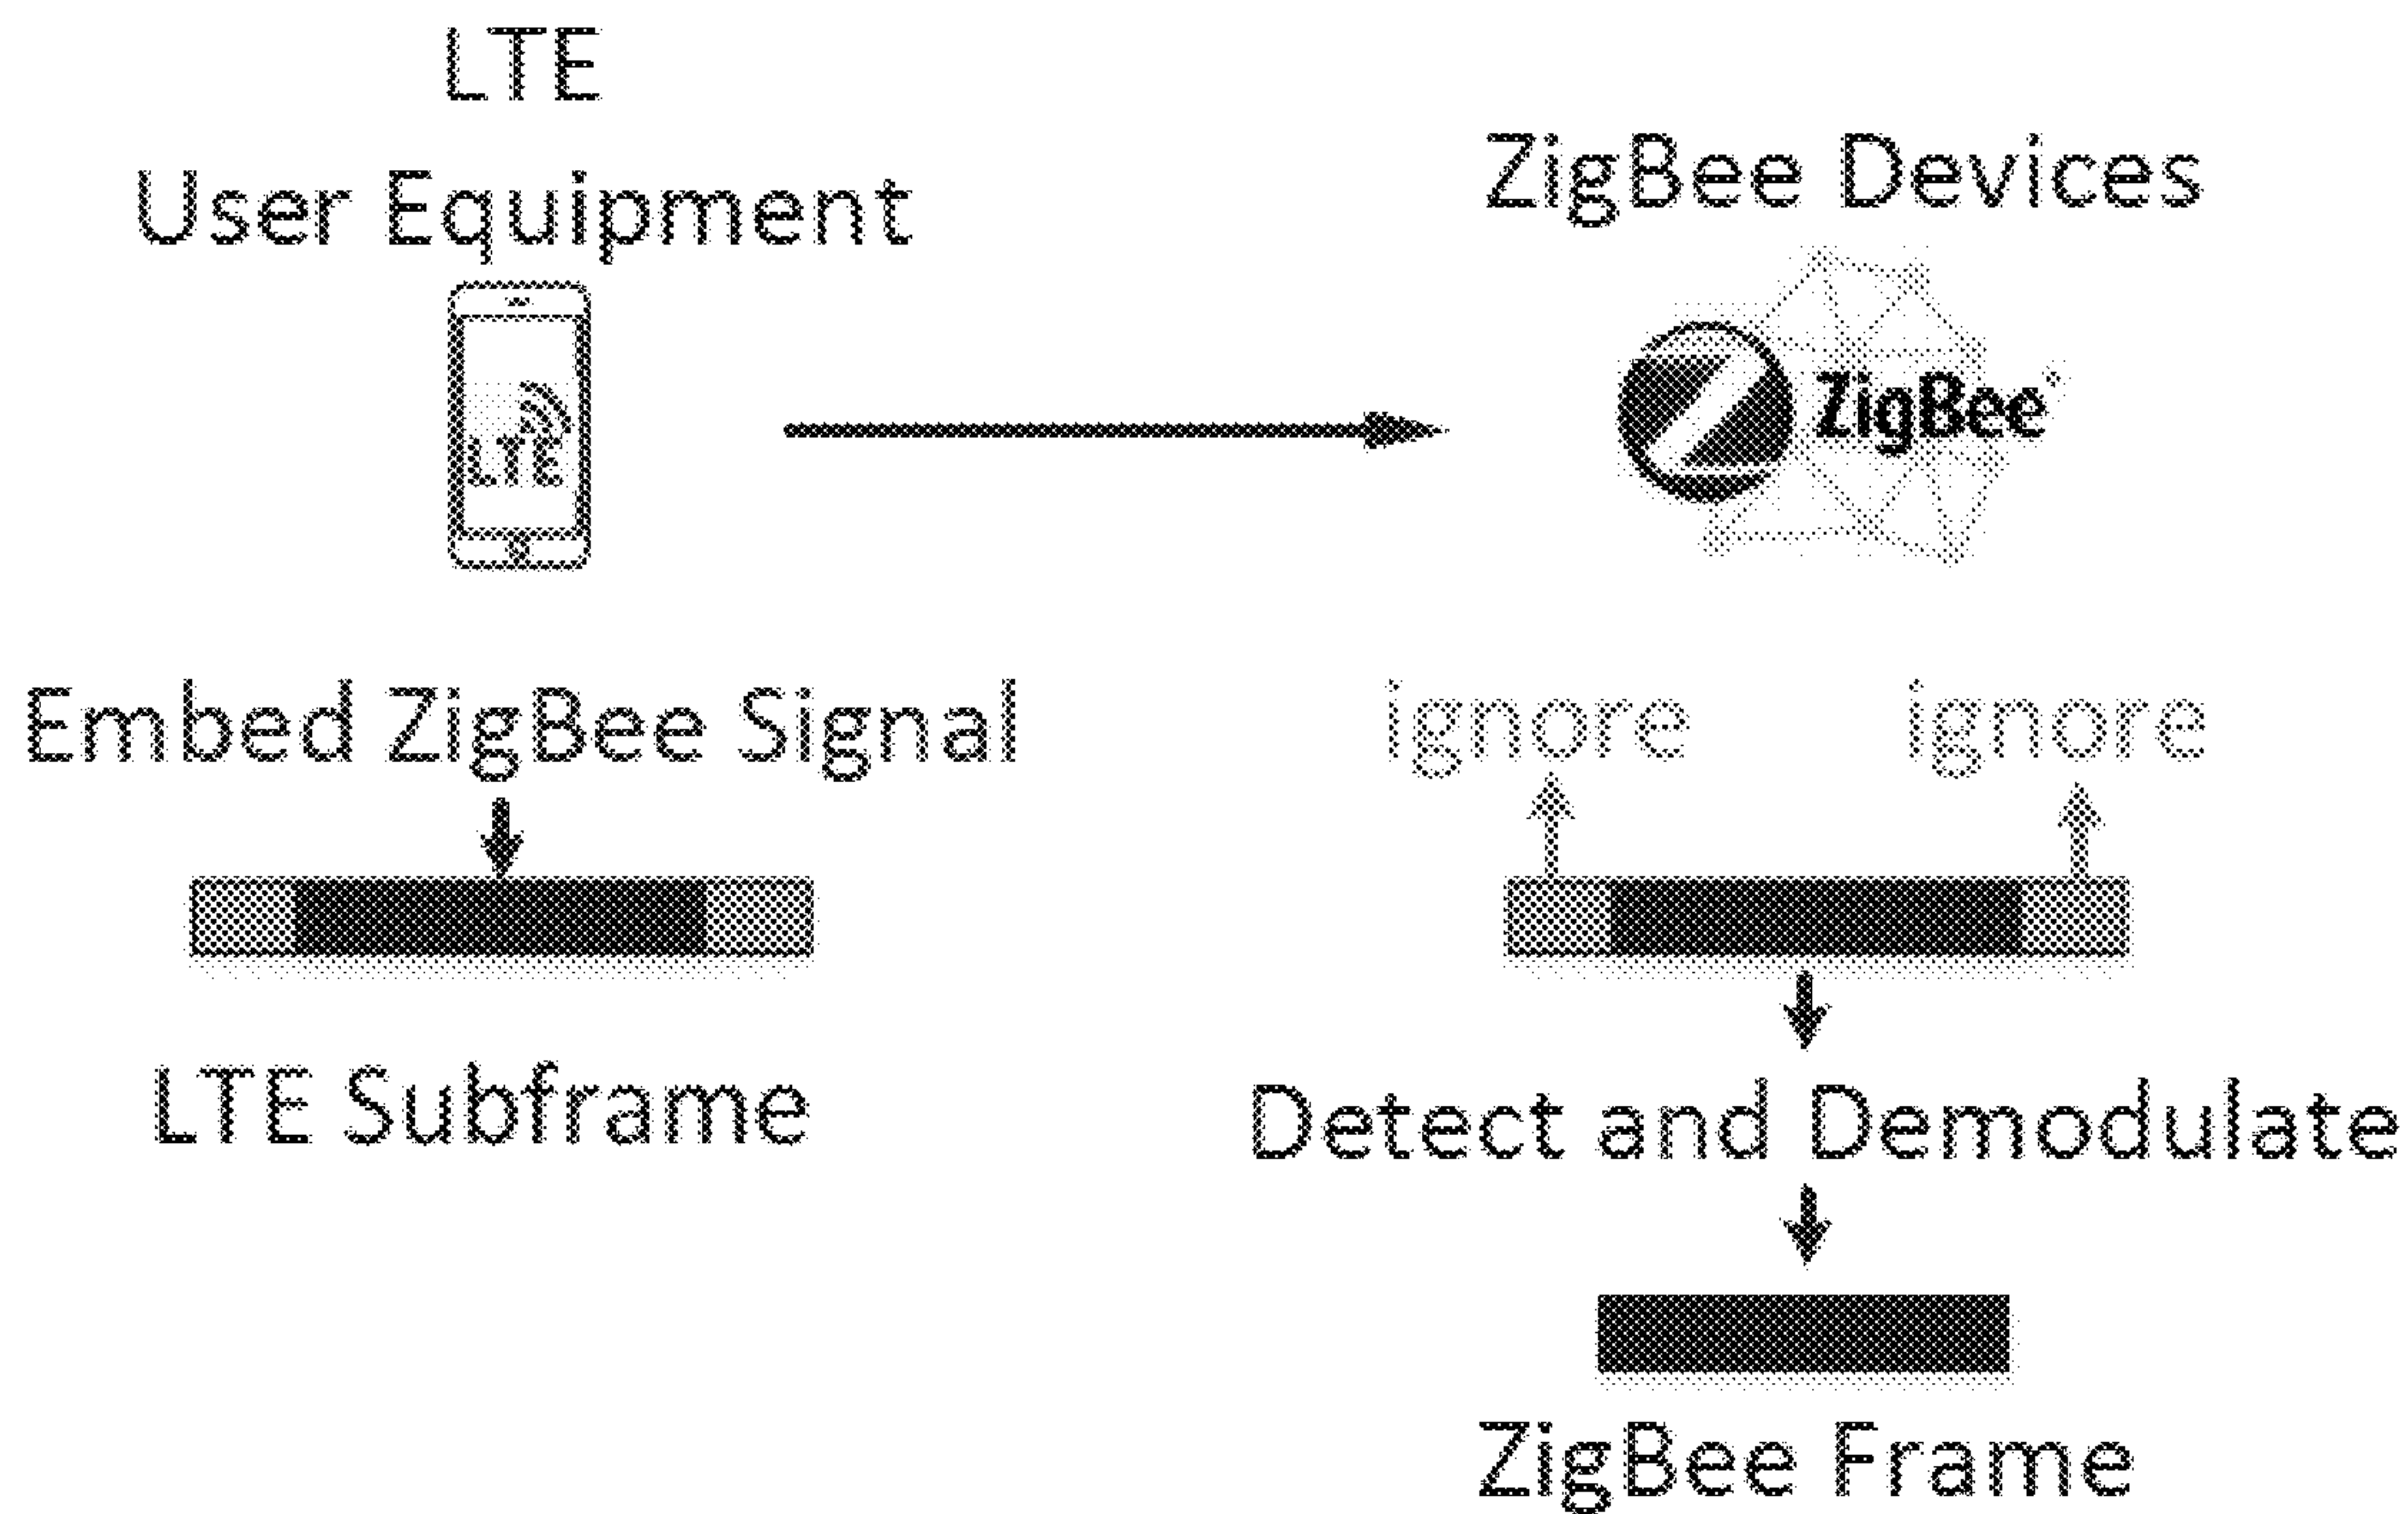 LTE
User Equipment
LTE
ZigBee Devices
ZigBee
Embed ZigBee Signal
LTE Subframe
ignore
ignore
Detect and Demodulate
ZigBee Frame